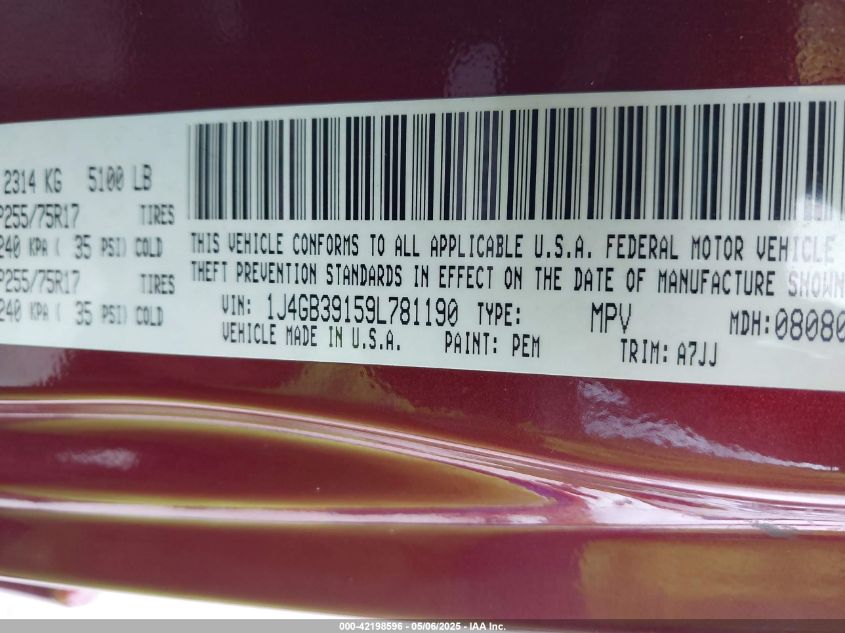 2314 KG 5100 LB
P255/75R17 TIRES
240 KPA ( 35 PSI) COLD
P255/75R17 TIRES
240 KPA ( 35 PSI) COLD
THIS VEHICLE CONFORMS TO ALL APPLICABLE U.S.A. FEDERAL MOTOR VEHICLE
THEFT PREVENTION STANDARDS IN EFFECT ON THE DATE OF MANUFACTURE SHOWN
VIN: 1J4GB39159L781190 TYPE: MPV MDH:08080
VEHICLE MADE IN U.S.A. PAINT: PEM TRIM: A7JJ
000-42198596 - 05/06/2025 - IAA Inc.